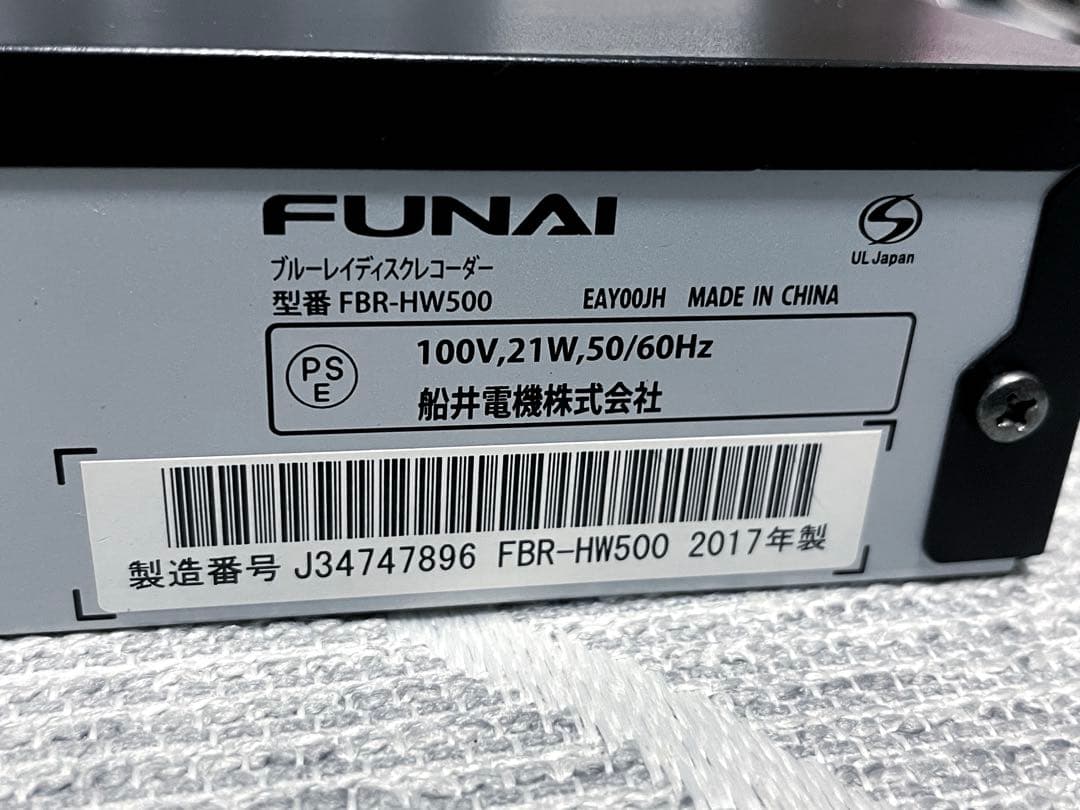 FUNAI
UL Japan
ブルーレイディスクレコーダー
型番 FBR-HW500 EAY00JH MADE IN CHINA
PS
E
100V,21W,50/60Hz
船井電機株式会社
製造番号 J34747896 FBR-HW500 2017年製